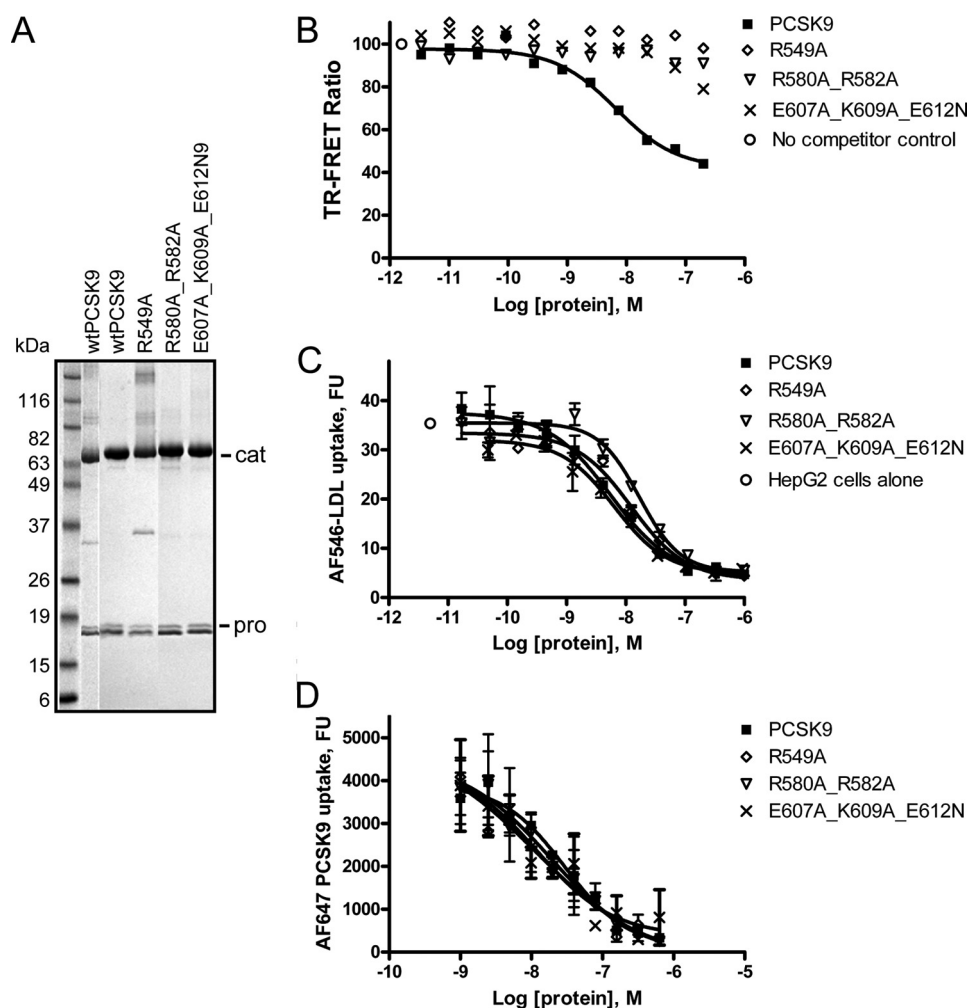 A
kDa
wtPCSK9
wtPCSK9
R549A
R580A_R582A
E607A_K609A_E612N9
116
82
63
49
37
26
19
15
6
cat
pro
B
TR-FRET Ratio
120
100
80
60
40
20
0
-12 -11 -10 -9 -8 -7 -6
Log [protein], M
PCSK9
R549A
R580A_R582A
E607A_K609A_E612N
No competitor control
C
AF546-LDL uptake, FU
40
30
20
10
0
-12 -11 -10 -9 -8 -7 -6
Log [protein], M
PCSK9
R549A
R580A_R582A
E607A_K609A_E612N
HepG2 cells alone
D
AF647 PCSK9 uptake, FU
5000
4000
3000
2000
1000
0
-10 -9 -8 -7 -6 -5
Log [protein], M
PCSK9
R549A
R580A_R582A
E607A_K609A_E612N